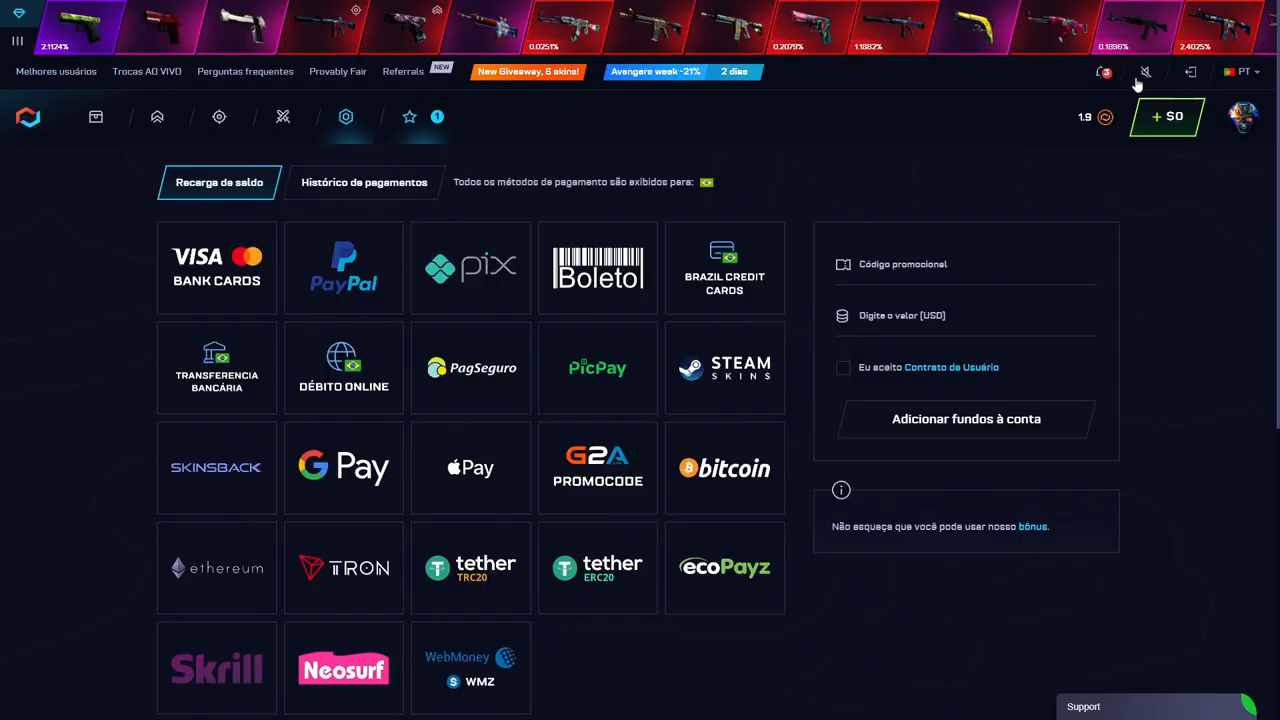 2.1124%
0.0251%
0.2079%
1.1882%
0.1896%
2.4025%
Melhores usuários
Trocas AO VIVO
Perguntas frequentes
Provably Fair
Referrals
NEW
New Giveaway, 6 skins!
Avengers week -21%
2 dias
3
PT
1
1.9
+ $0
Recarga de saldo
Histórico de pagamentos
Todos os métodos de pagamento são exibidos para:
VISA
BANK CARDS
PayPal
pix
Boleto
BRAZIL CREDIT
CARDS
TRANSFERENCIA
BANCÁRIA
DÉBITO ONLINE
PagSeguro
PicPay
STEAM
SKINS
SKINSBACK
G Pay
Pay
G2A
PROMOCODE
bitcoin
ethereum
TRON
tether
TRC20
tether
ERC20
ecoPayz
Skrill
Neosurf
WebMoney
WMZ
Código promocional
Digite o valor (USD)
Eu aceito Contrato de Usuário
Adicionar fundos à conta
Não esqueça que você pode usar nosso bônus.
Support